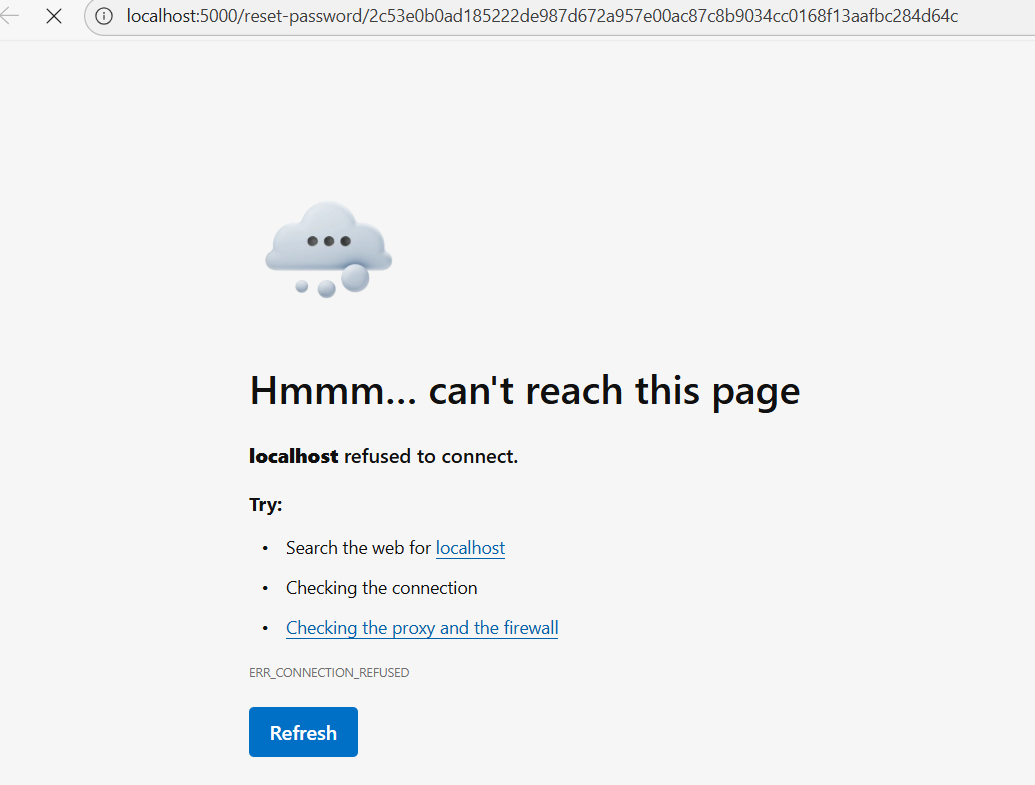 localhost:5000/reset-password/2c53e0b0ad185222de987d672a957e00ac87c8b9034cc0168f13aafbc284d64c
Hmmm... can't reach this page
localhost refused to connect.
Try:
• Search the web for localhost
• Checking the connection
• Checking the proxy and the firewall
ERR_CONNECTION_REFUSED
Refresh